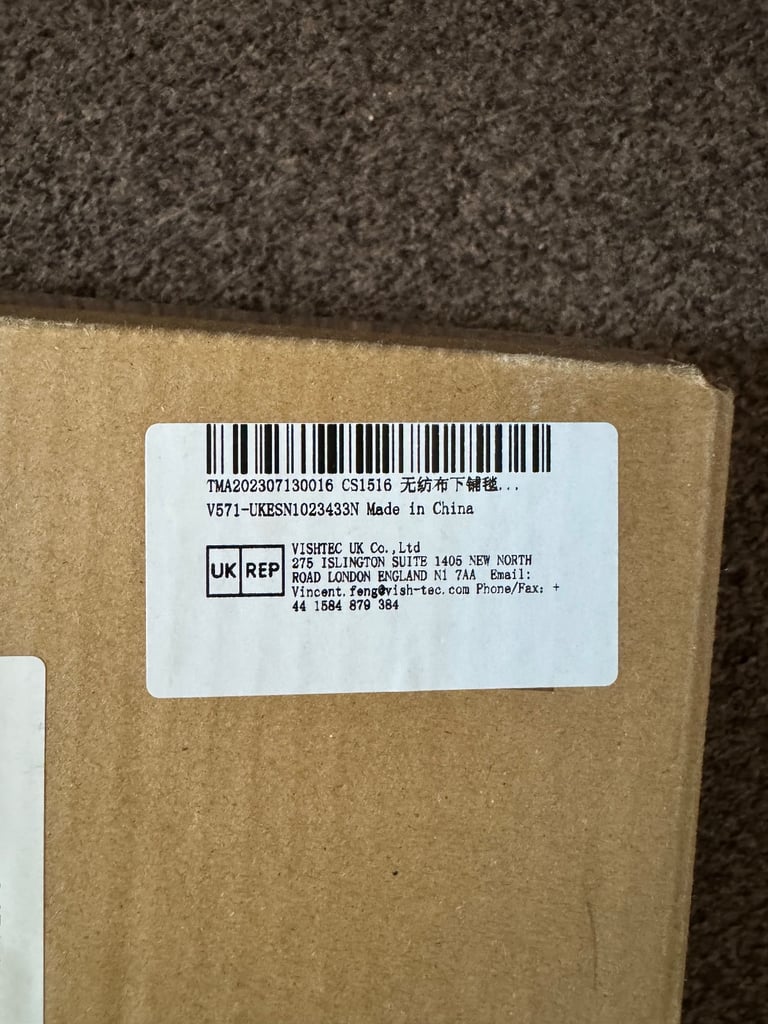 TMA202307130016 CS1516 无纺布下铺毯...
V571-UKESN1023433N Made in China
UK REP
VISHTEC UK Co.,Ltd
275 ISLINGTON SUITE 1405 NEW NORTH
ROAD LONDON ENGLAND N1 7AA Email:
Vincent.feng@vish-tec.com Phone/Fax: +
44 1584 879 384